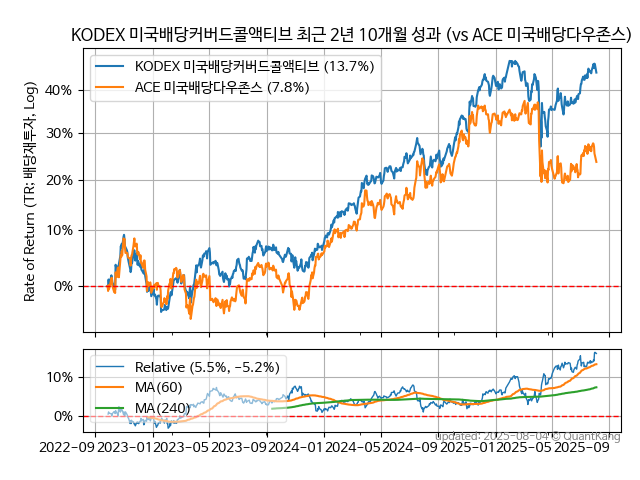 KODEX 미국배당커버드콜액티브 최근 2년 10개월 성과 (vs ACE 미국배당다우존스)
Rate of Return (TR: 배당재투자, Log)
KODEX 미국배당커버드콜액티브 (13.7%)
ACE 미국배당다우존스 (7.8%)
40%
30%
20%
10%
0%
Relative (5.5%, -5.2%)
MA(60)
MA(240)
10%
0%
Updated: 2025-08-04 © QuantKang
2022-09 2023-01 2023-05 2023-09 2024-01 2024-05 2024-09 2025-01 2025-05 2025-09